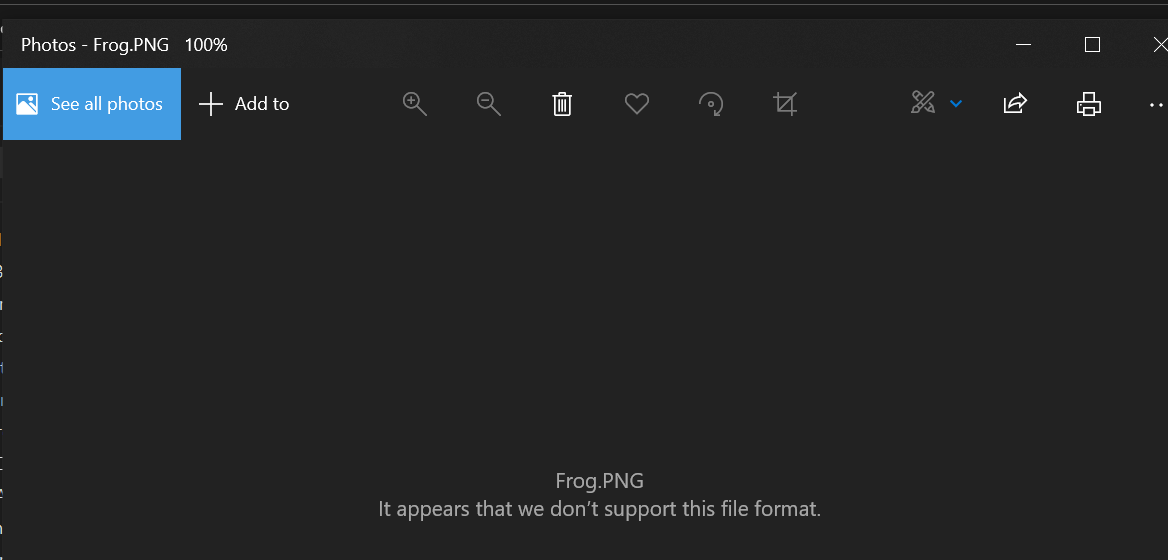 Photos - Frog.PNG 100%
See all photos
Add to
Frog.PNG
It appears that we don't support this file format.